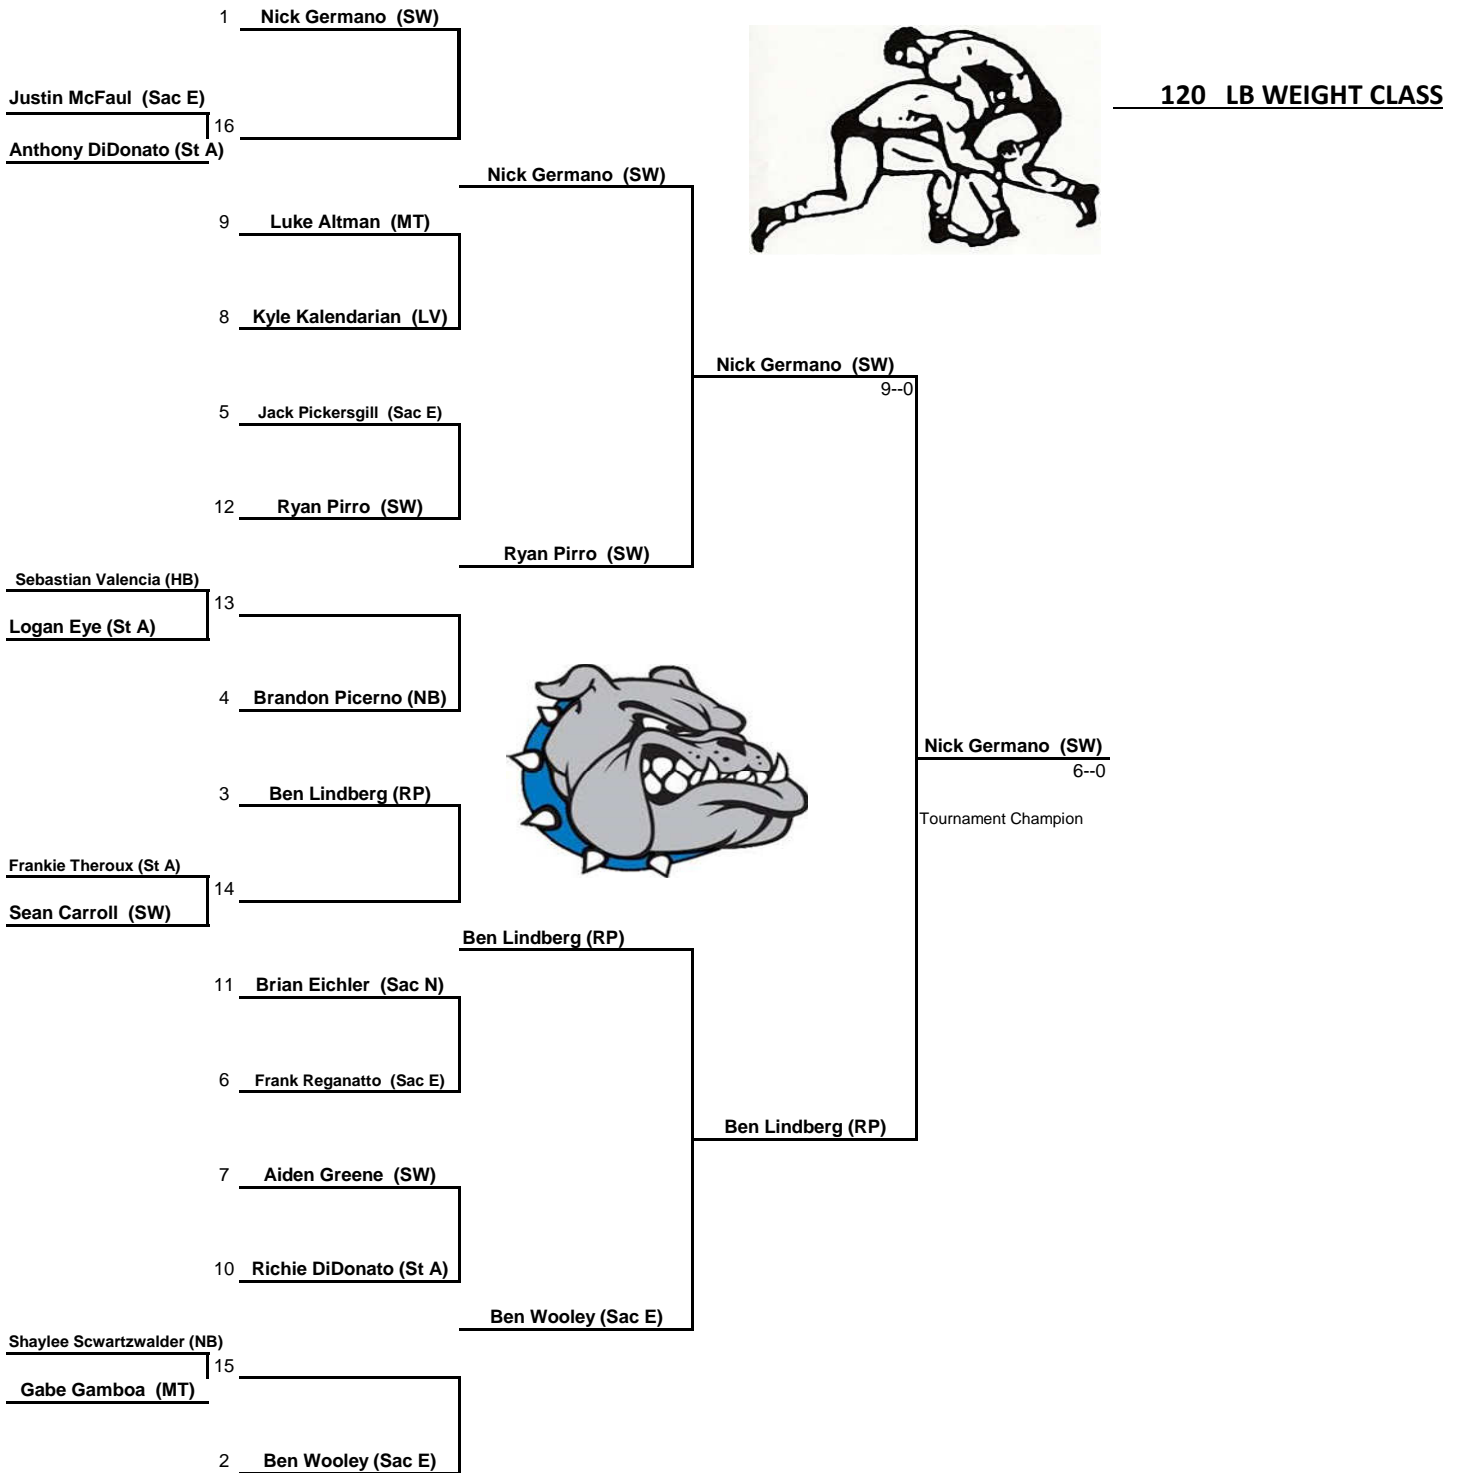 1 Nick Germano (SW)
120 LB WEIGHT CLASS
Justin McFaul (Sac E)
16
Anthony DiDonato (St A)
Nick Germano (SW)
9 Luke Altman (MT)
8 Kyle Kalendarian (LV)
Nick Germano (SW)
9--0
5 Jack Pickersgill (Sac E)
12 Ryan Pirro (SW)
Ryan Pirro (SW)
Sebastian Valencia (HB)
13
Logan Eye (St A)
4 Brandon Picerno (NB)
Nick Germano (SW)
6--0
3 Ben Lindberg (RP)
Tournament Champion
Frankie Theroux (St A)
14
Sean Carroll (SW)
Ben Lindberg (RP)
11 Brian Eichler (Sac N)
6 Frank Reganatto (Sac E)
Ben Lindberg (RP)
7 Aiden Greene (SW)
10 Richie DiDonato (St A)
Ben Wooley (Sac E)
Shaylee Scwartzwalder (NB)
15
Gabe Gamboa (MT)
2 Ben Wooley (Sac E)